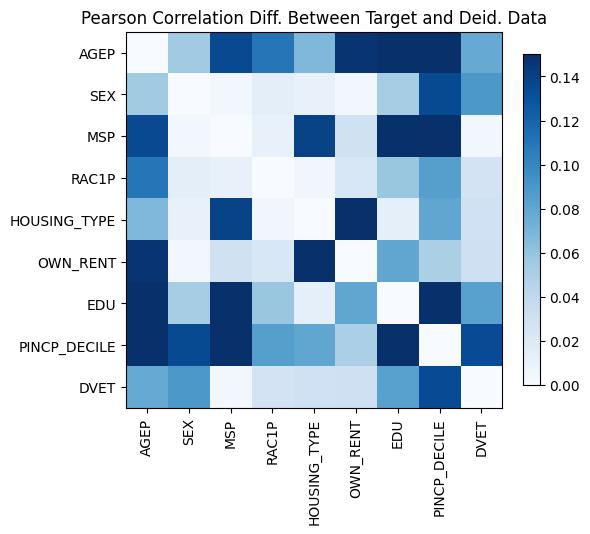 Pearson Correlation Diff. Between Target and Deid. Data
AGEP
SEX
MSP
RAC1P
HOUSING_TYPE
OWN_RENT
EDU
PINCP_DECILE
DVET
AGEP
SEX
MSP
RAC1P
HOUSING_TYPE
OWN_RENT
EDU
PINCP_DECILE
DVET
0.14
0.12
0.10
0.08
0.06
0.04
0.02
0.00